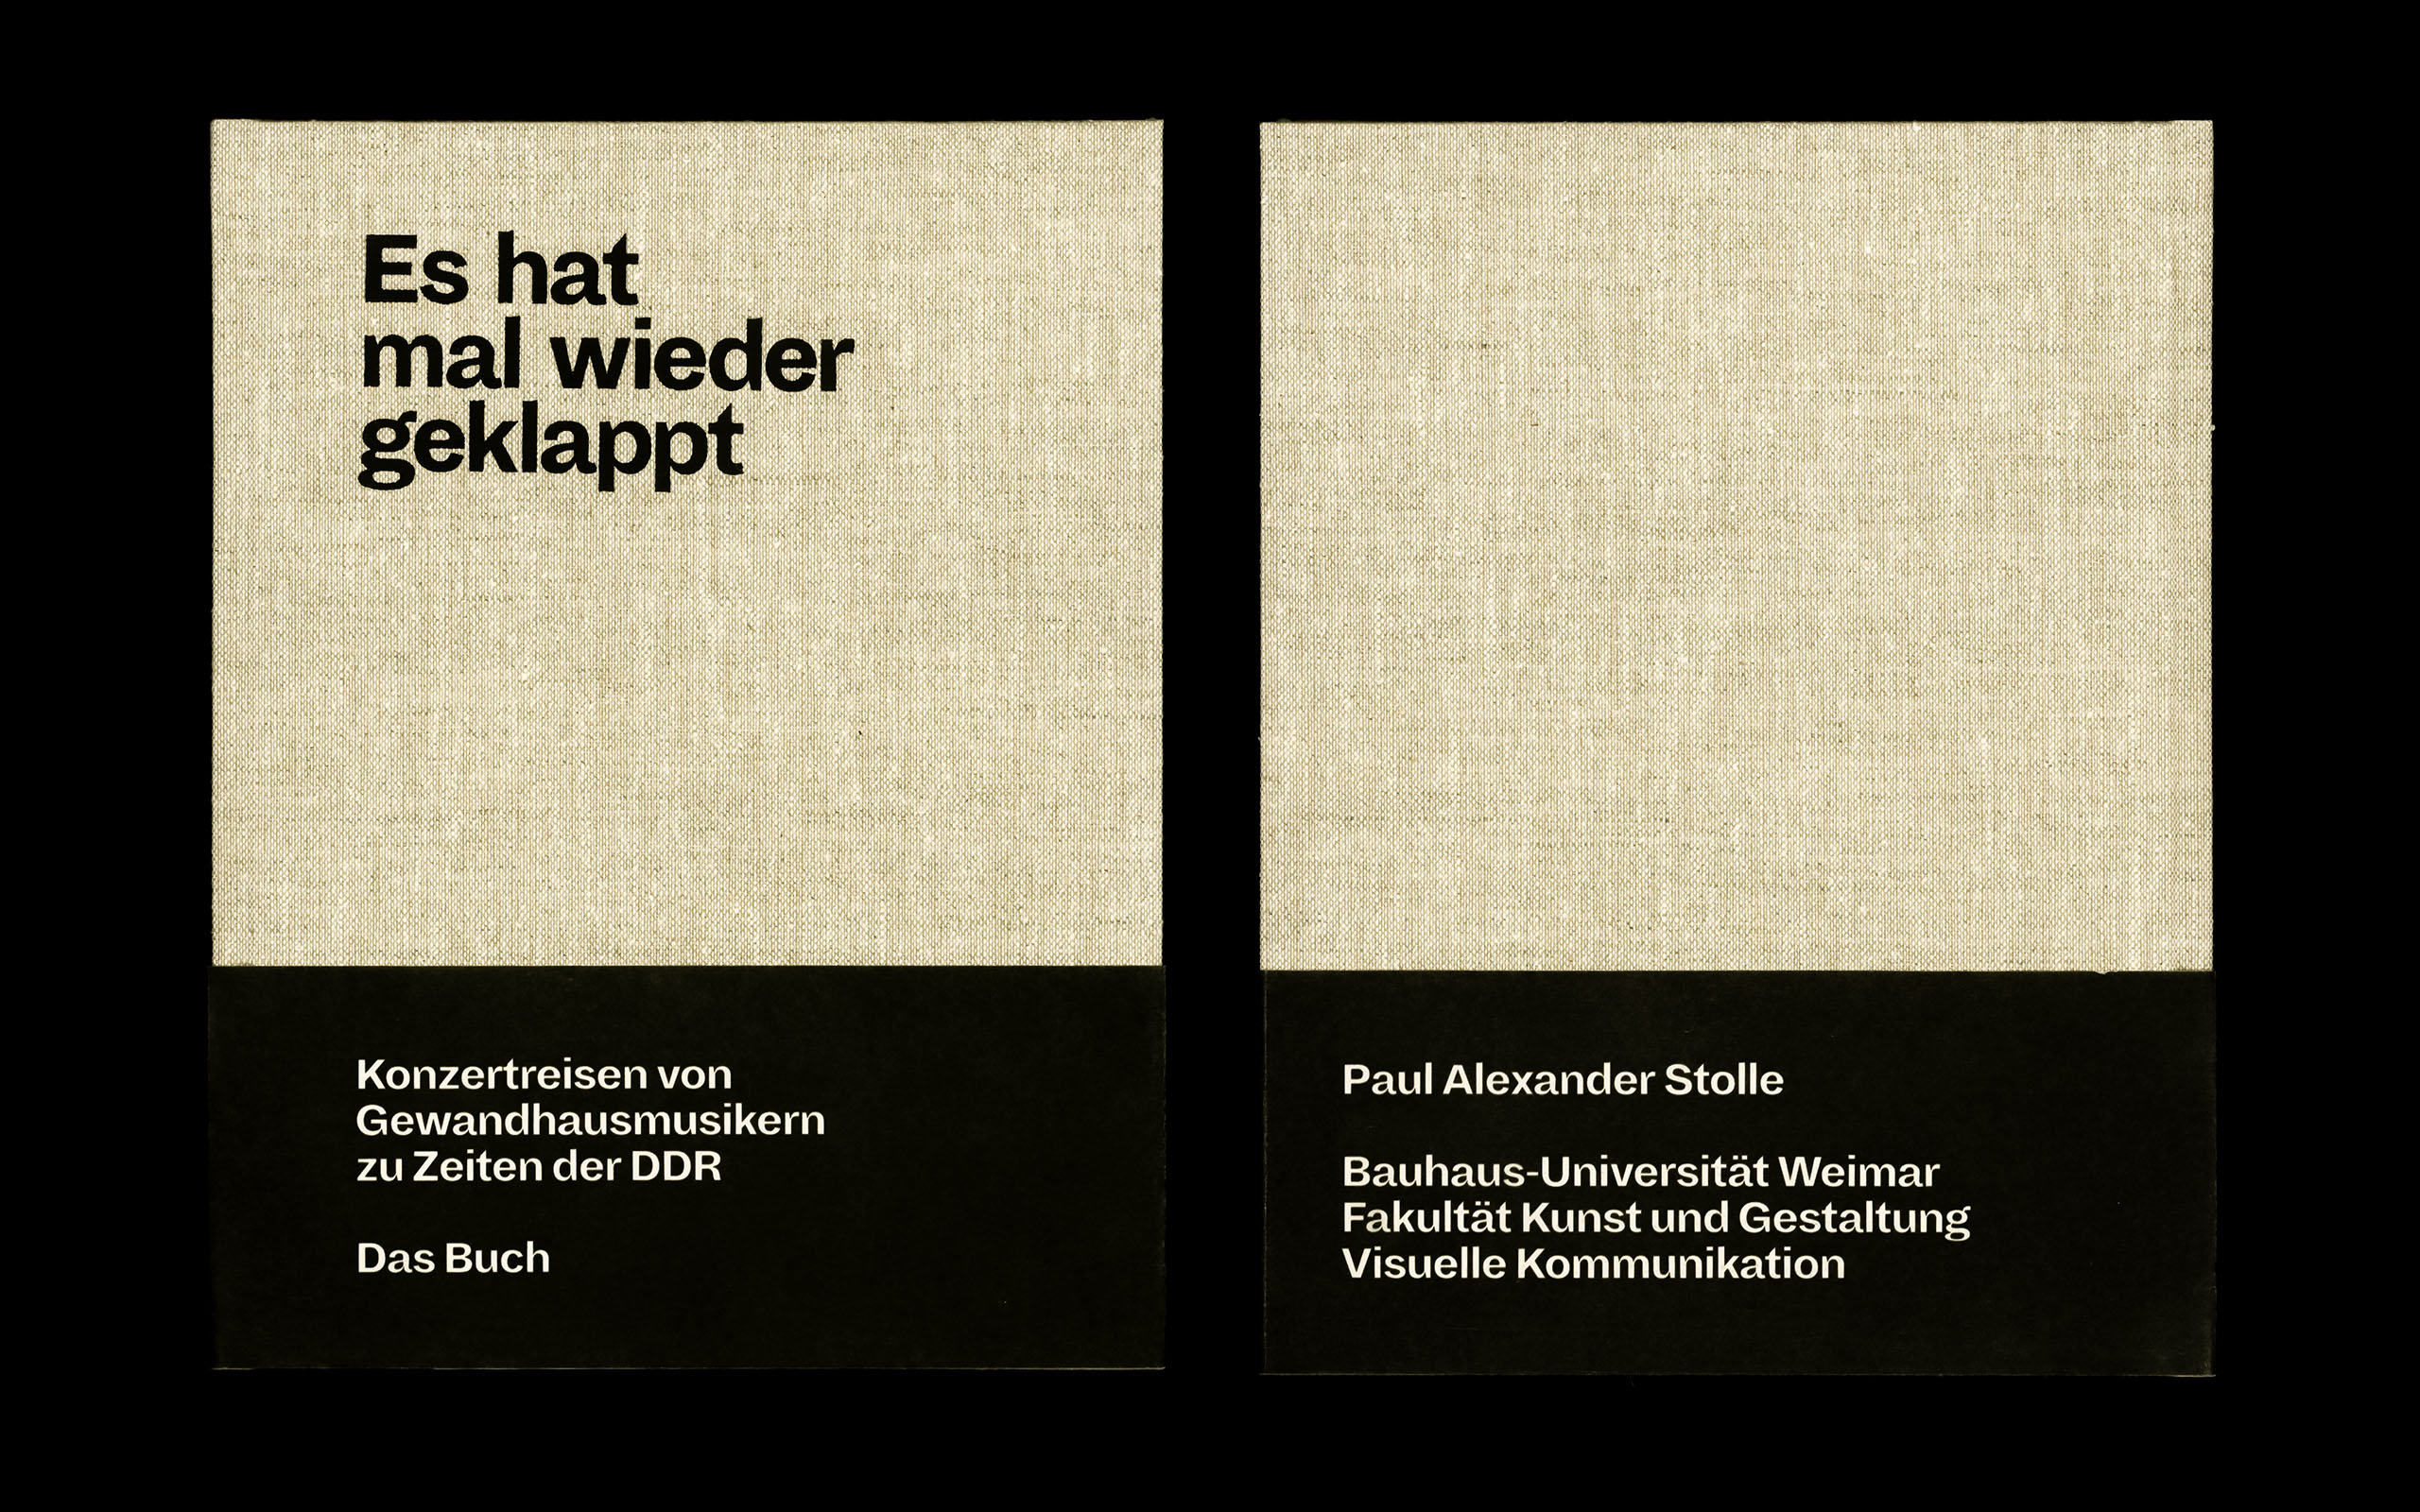 Es hat
mal wieder
geklappt
Konzertreisen von
Gewandhausmusikern
zu Zeiten der DDR
Das Buch
Paul Alexander Stolle
Bauhaus-Universität Weimar
Fakultät Kunst und Gestaltung
Visuelle Kommunikation